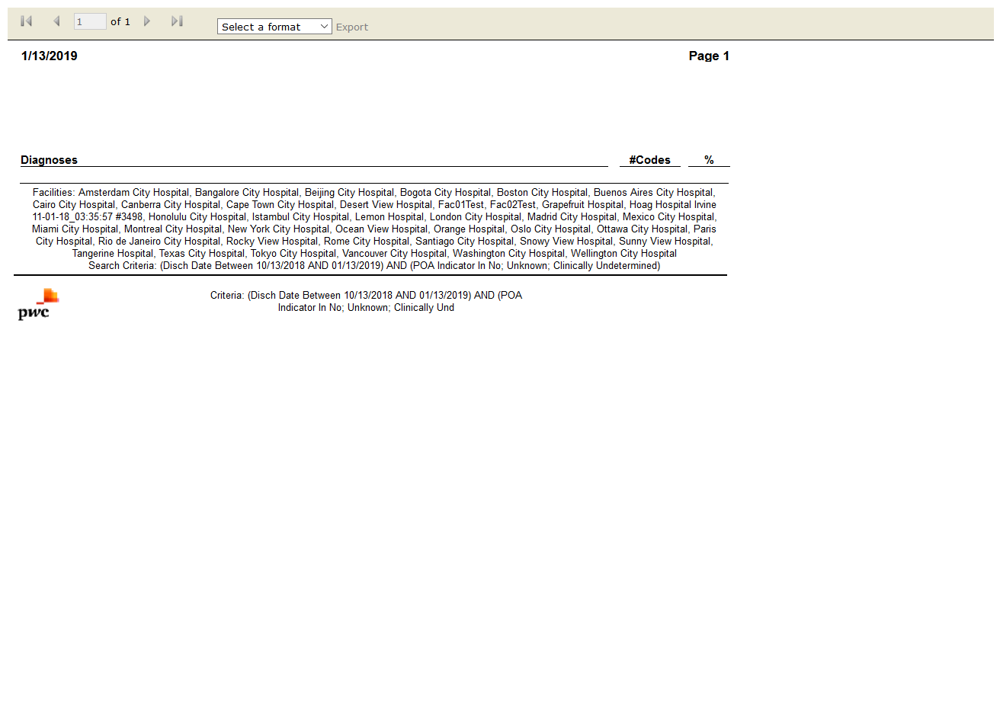 1 of 1 Select a format Export
1/13/2019 Page 1
Diagnoses #Codes %
Facilities: Amsterdam City Hospital, Bangalore City Hospital, Beijing City Hospital, Bogota City Hospital, Boston City Hospital, Buenos Aires City Hospital,
Cairo City Hospital, Canberra City Hospital, Cape Town City Hospital, Desert View Hospital, Fac01Test, Fac02Test, Grapefruit Hospital, Hoag Hospital Irvine
11-01-18_03:35:57 #3498, Honolulu City Hospital, Istambul City Hospital, Lemon Hospital, London City Hospital, Madrid City Hospital, Mexico City Hospital,
Miami City Hospital, Montreal City Hospital, New York City Hospital, Ocean View Hospital, Orange Hospital, Oslo City Hospital, Ottawa City Hospital, Paris
City Hospital, Rio de Janeiro City Hospital, Rocky View Hospital, Rome City Hospital, Santiago City Hospital, Snowy View Hospital, Sunny View Hospital,
Tangerine Hospital, Texas City Hospital, Tokyo City Hospital, Vancouver City Hospital, Washington City Hospital, Wellington City Hospital
Search Criteria: (Disch Date Between 10/13/2018 AND 01/13/2019) AND (POA Indicator In No; Unknown; Clinically Undetermined)
Criteria: (Disch Date Between 10/13/2018 AND 01/13/2019) AND (POA
Indicator In No; Unknown; Clinically Und
pwc